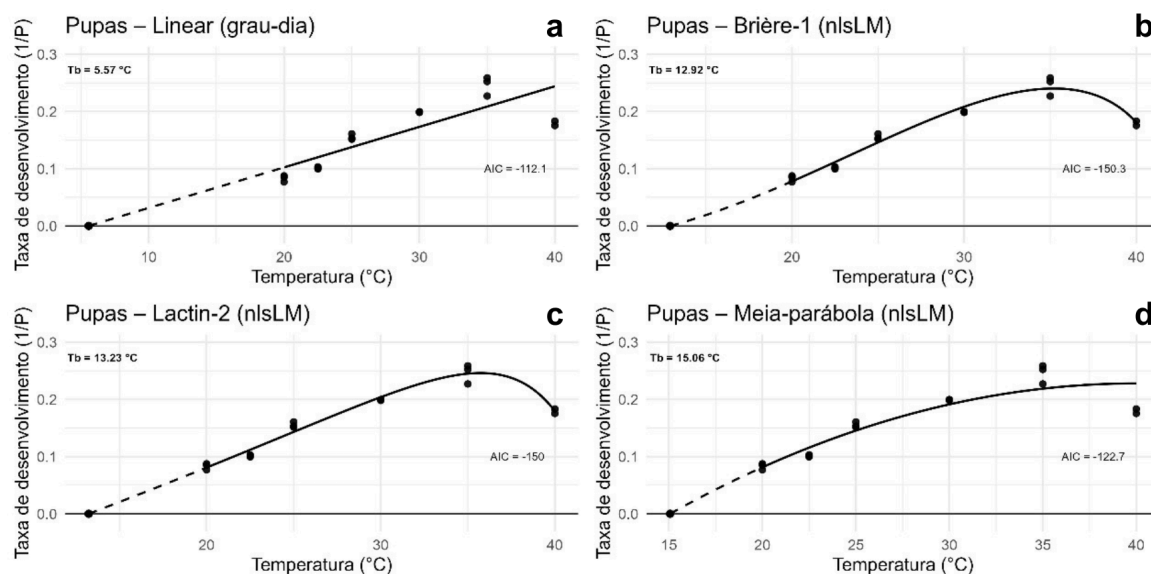 Pupas – Linear (grau-dia)
a
Taxa de desenvolvimento (1/P)
0.3
0.2
0.1
0.0
Tb = 5.57 °C
AIC = -112.1
10 20 30 40
Temperatura (°C)
Pupas – Brière-1 (nlsLM)
b
Taxa de desenvolvimento (1/P)
0.3
0.2
0.1
0.0
Tb = 12.92 °C
AIC = -150.3
20 30 40
Temperatura (°C)
Pupas – Lactin-2 (nlsLM)
c
Taxa de desenvolvimento (1/P)
0.3
0.2
0.1
0.0
Tb = 13.23 °C
AIC = -150
20 30 40
Temperatura (°C)
Pupas – Meia-parábola (nlsLM)
d
Taxa de desenvolvimento (1/P)
0.3
0.2
0.1
0.0
Tb = 15.06 °C
AIC = -122.7
15 20 25 30 35 40
Temperatura (°C)